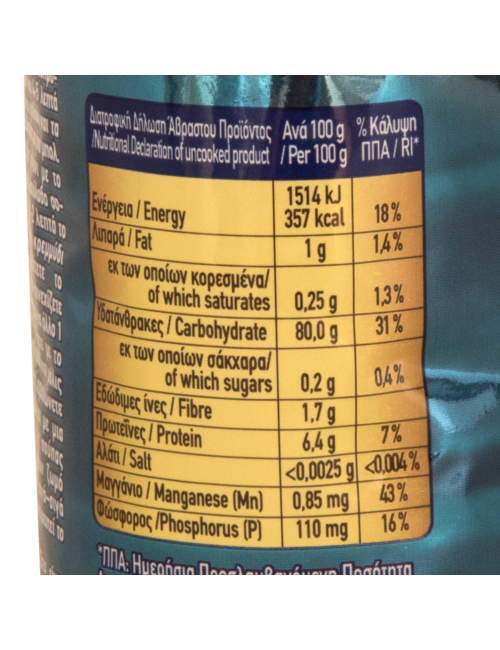 Διατροφική Δήλωση Άβραστου Προϊόντος Ανά 100 g % Κάλυψη
/Nutritional Declaration of uncooked product / Per 100 g ΠΠΑ / RI*
1514 kJ
Ενέργεια / Energy 357 kcal 18%
Λιπαρά / Fat 1 g 1,4%
εκ των οποίων κορεσμένα/
of which saturates 0,25 g 1,3%
Υδατάνθρακες / Carbohydrate 80,0 g 31%
εκ των οποίων σάκχαρα/
of which sugars 0,2 g 0,4%
Εδώδιμες ίνες / Fibre 1,7 g
Πρωτεΐνες / Protein 6,4 g 7%
Αλάτι / Salt <0,0025 g <0,004%
Μαγγάνιο / Manganese (Mn) 0,85 mg 43%
Φώσφορος /Phosphorus (P) 110 mg 16%
*ΠΠΑ: Ημερήσια Προσλαμβανόμενη Ποσότητα